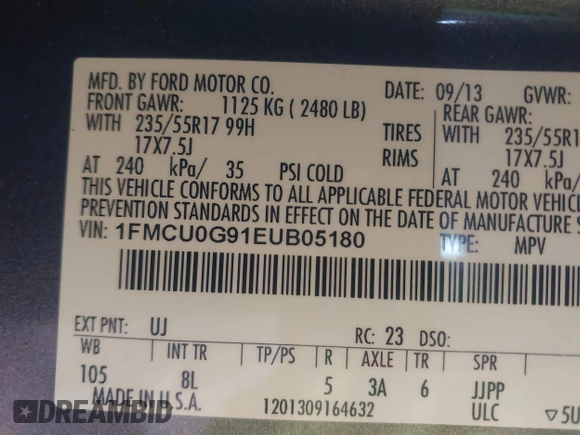 MFD. BY FORD MOTOR CO. DATE: 09/13 GVWR:
FRONT GAWR: 1125 KG ( 2480 LB) REAR GAWR:
WITH 235/55R17 99H TIRES WITH 235/55R1
17X7.5J RIMS 17X7.5J
AT 240 kPa/ 35 PSI COLD AT 240 kPa/
THIS VEHICLE CONFORMS TO ALL APPLICABLE FEDERAL MOTOR VEHIC
PREVENTION STANDARDS IN EFFECT ON THE DATE OF MANUFACTURE S
VIN: 1FMCU0G91EUB05180 TYPE: MPV
EXT PNT: UJ RC: 23 DSO:
WB INT TR TP/PS R AXLE TR SPR
105 8L 5 3A 6 JJPP
MADE IN U.S.A. 1201309164632 ULC ▽5U
DREAMBID